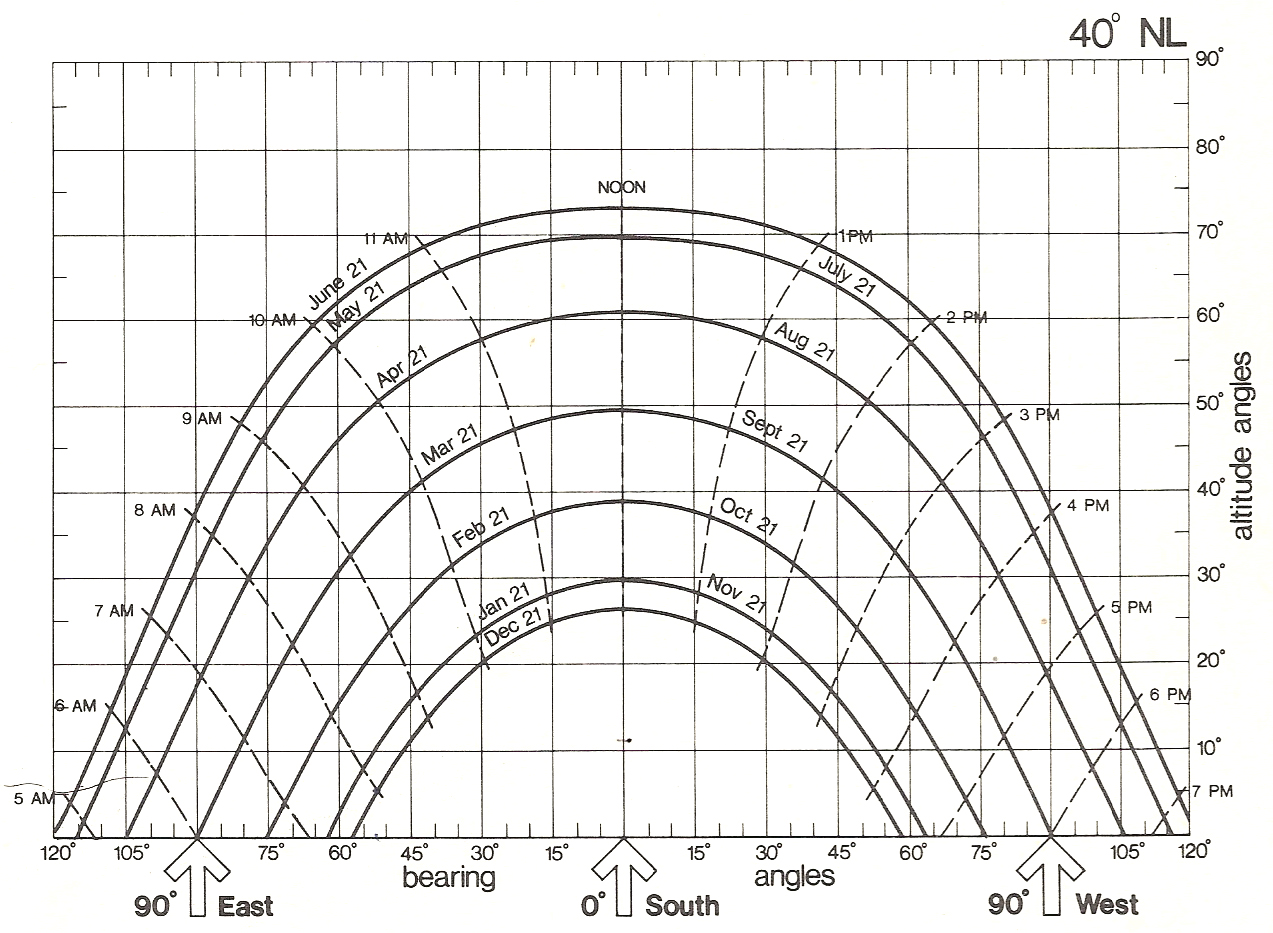 40° NL
90°
80°
NOON
11 AM
1PM
70°
June 21
July 21
May 21
10 AM
2 PM
60°
Apr 21
Aug 21
9 AM
3 PM
50°
Mar 21
Sept 21
8 AM
4 PM
40°
Feb 21
Oct 21
30°
Jan 21
Nov 21
7 AM
5 PM
Dec 21
20°
6 AM
6 PM
10°
5 AM
7 PM
altitude angles
120° 105° 75° 60° 45° 30° 15° 15° 30° 45° 60° 75° 105° 120°
bearing angles
90° East 0° South 90° West